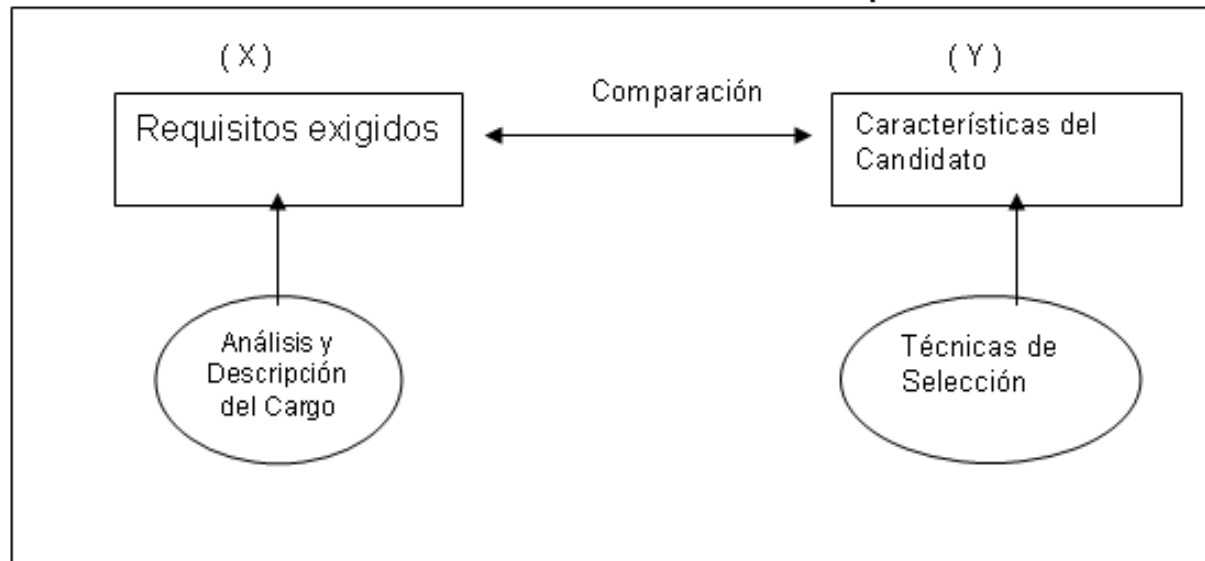 ( X )
( Y )
Comparación
Requisitos exigidos
Características del
Candidato
Análisis y
Descripción
del Cargo
Técnicas de
Selección